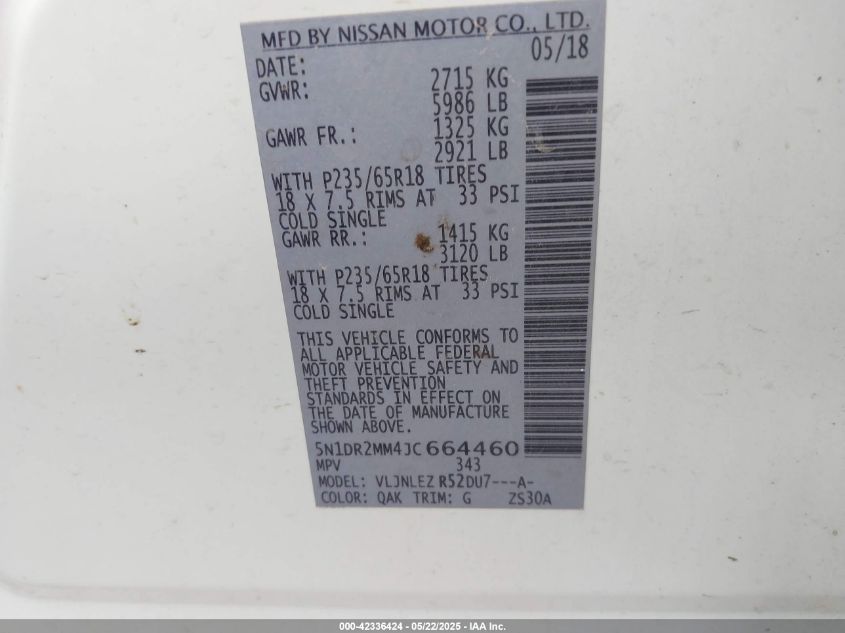 MFD BY NISSAN MOTOR CO., LTD.
DATE: 05/18
GVWR: 2715 KG
5986 LB
GAWR FR.: 1325 KG
2921 LB
WITH P235/65R18 TIRES
18 X 7.5 RIMS AT 33 PSI
COLD SINGLE
GAWR RR.: 1415 KG
3120 LB
WITH P235/65R18 TIRES
18 X 7.5 RIMS AT 33 PSI
COLD SINGLE
THIS VEHICLE CONFORMS TO
ALL APPLICABLE FEDERAL
MOTOR VEHICLE SAFETY AND
THEFT PREVENTION
STANDARDS IN EFFECT ON
THE DATE OF MANUFACTURE
SHOWN ABOVE.
5N1DR2MM4JC664460
MPV 343
MODEL: VLJNLEZ R52DU7---A-
COLOR: QAK TRIM: G ZS30A
000-42336424 - 05/22/2025 - IAA Inc.